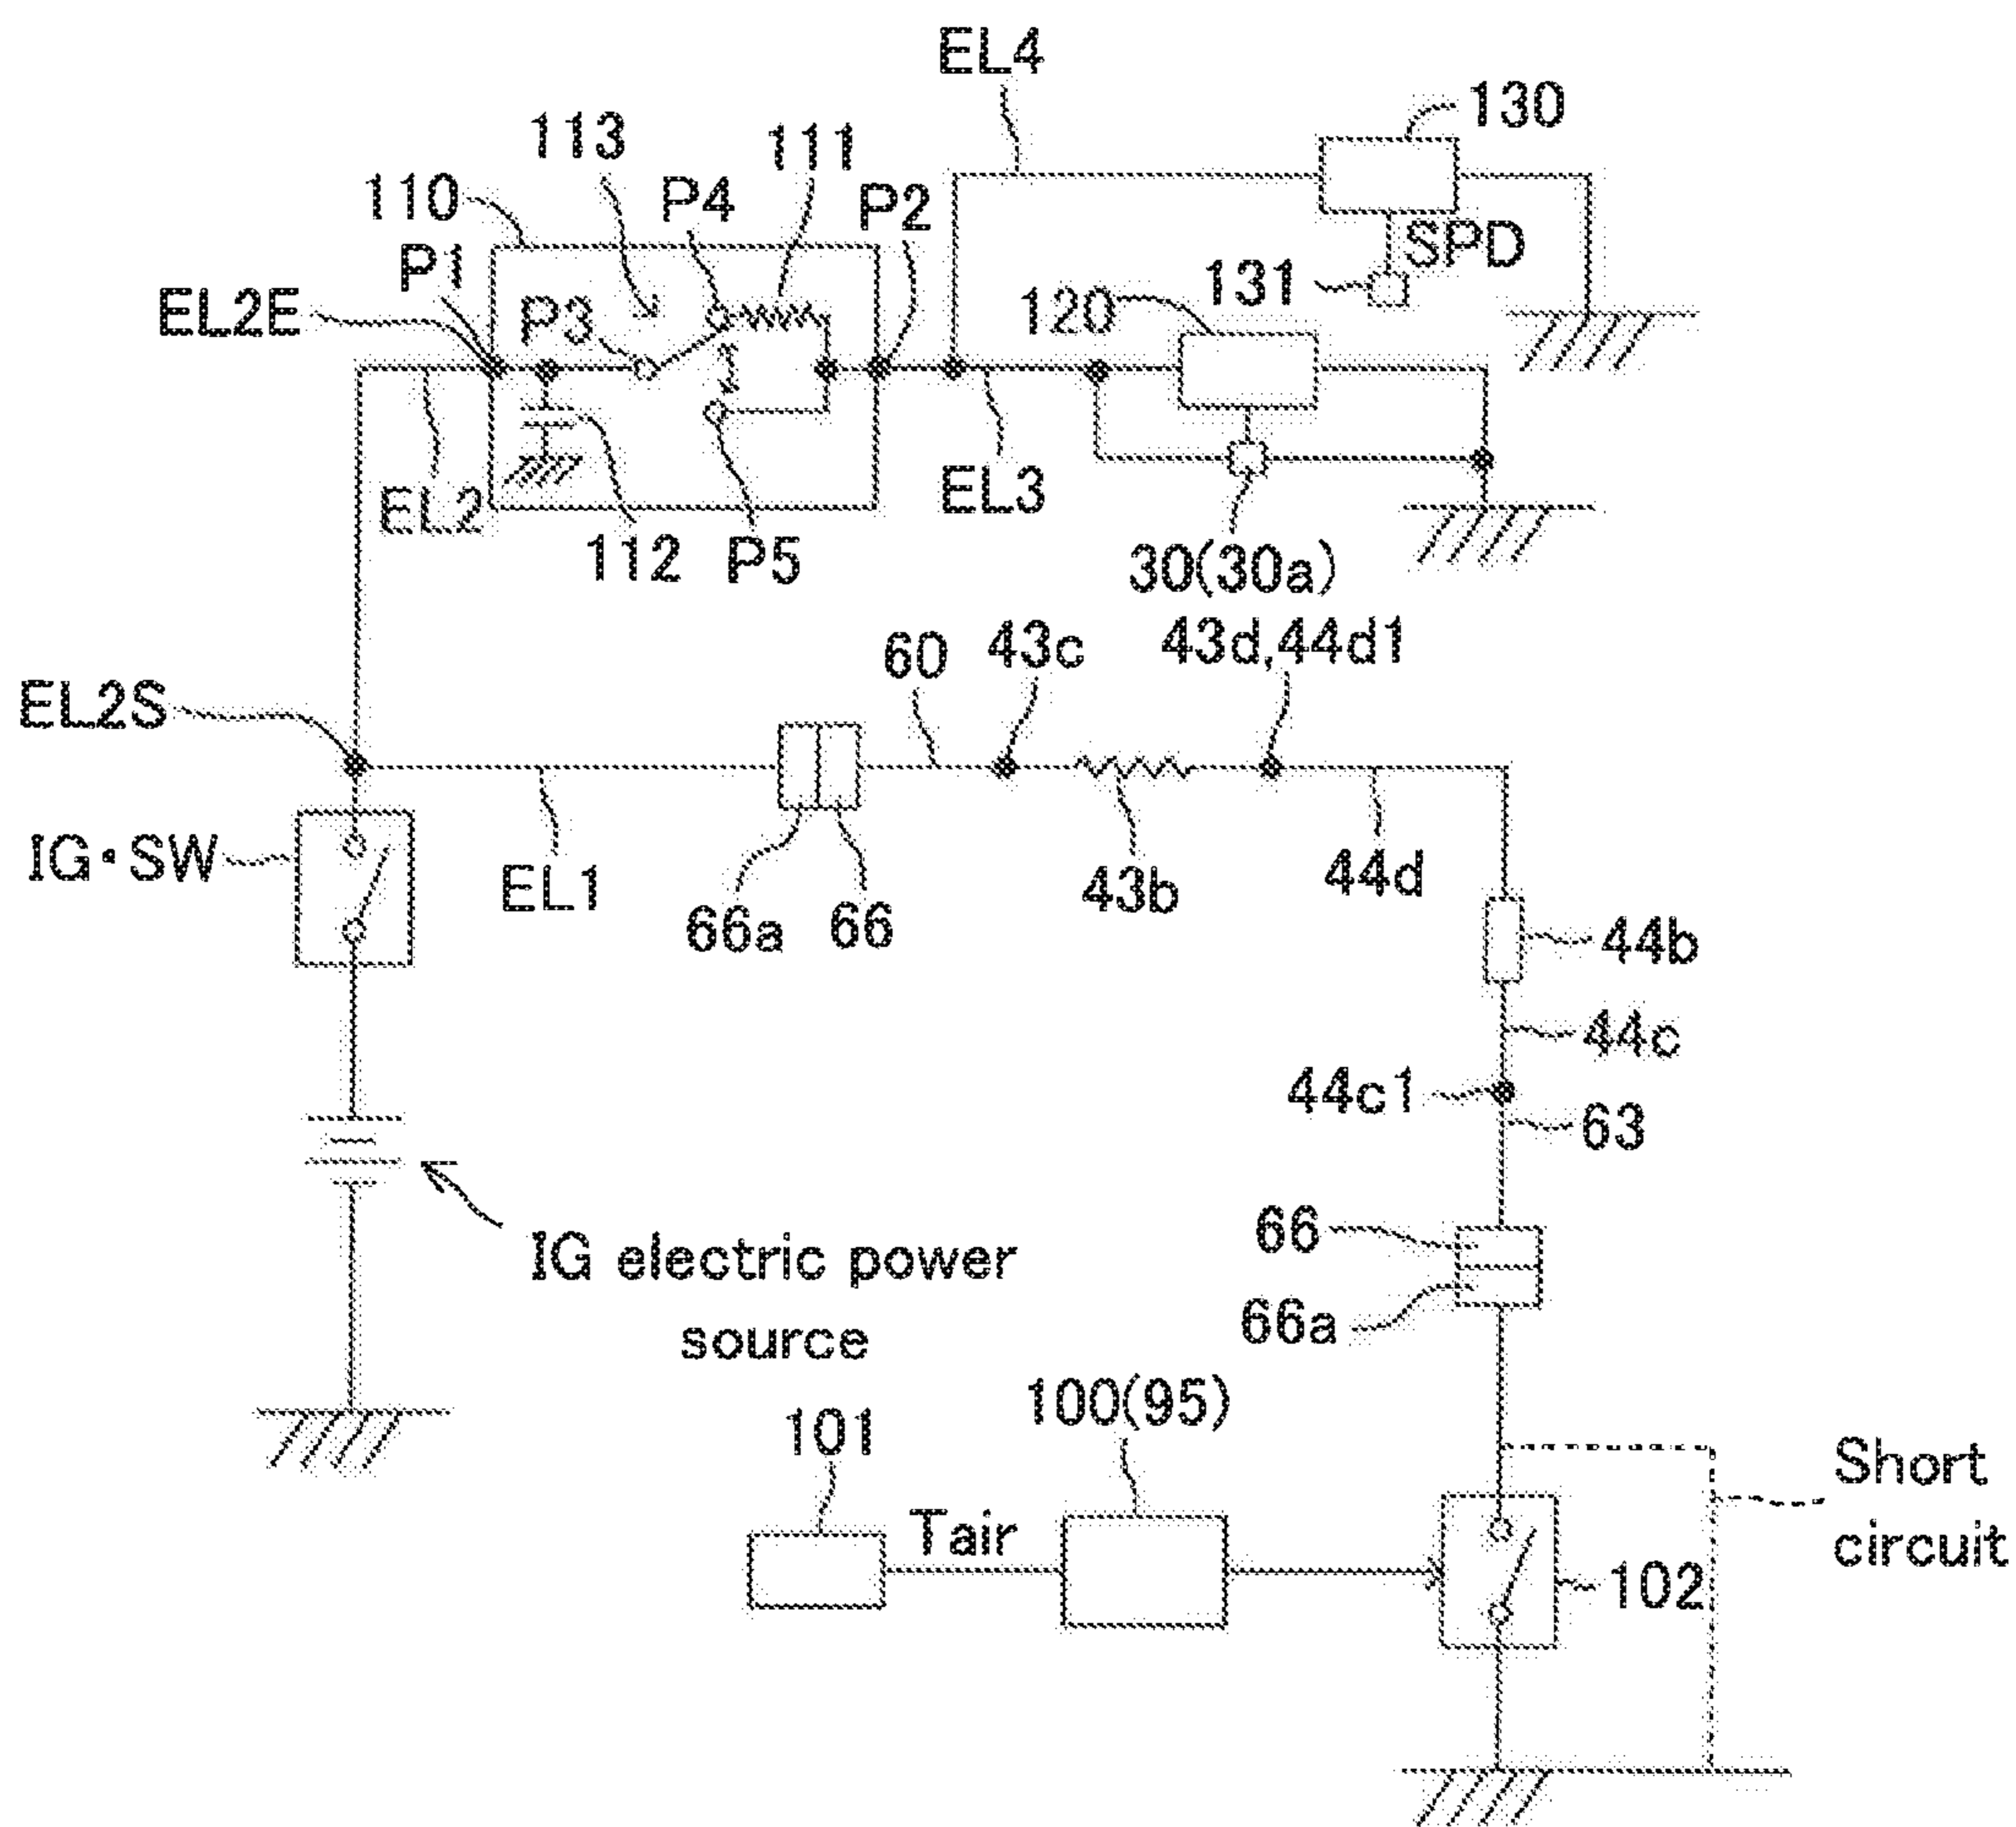 EL4
130
113
111
P4
110
P2
P1
SPD
131
120
EL2E
P3
EL2
EL3
112
P5
30(30a)
60
43c
43d,44d1
EL2S
IG・SW
EL1
66a
66
43b
44d
44b
44c
44c1
63
66
66a
IG electric power
source
101
100(95)
Tair
102
Short
circuit